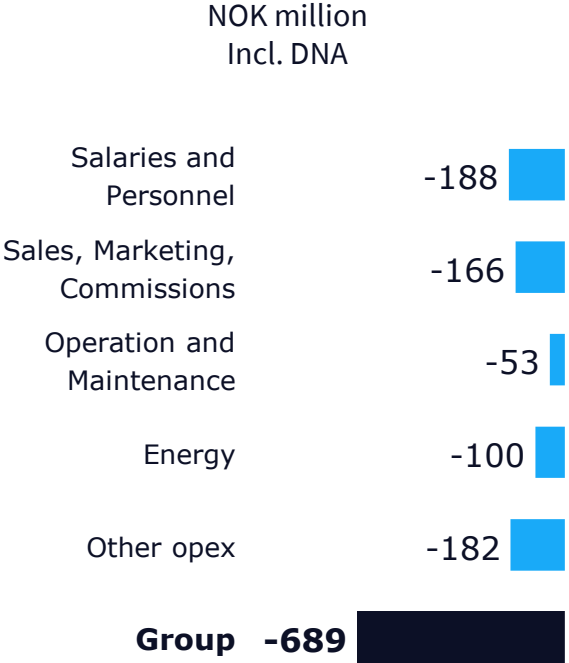 NOK million
Incl. DNA
Salaries and
Personnel
-188
Sales, Marketing,
Commissions
-166
Operation and
Maintenance
-53
Energy
-100
Other opex
-182
Group
-689